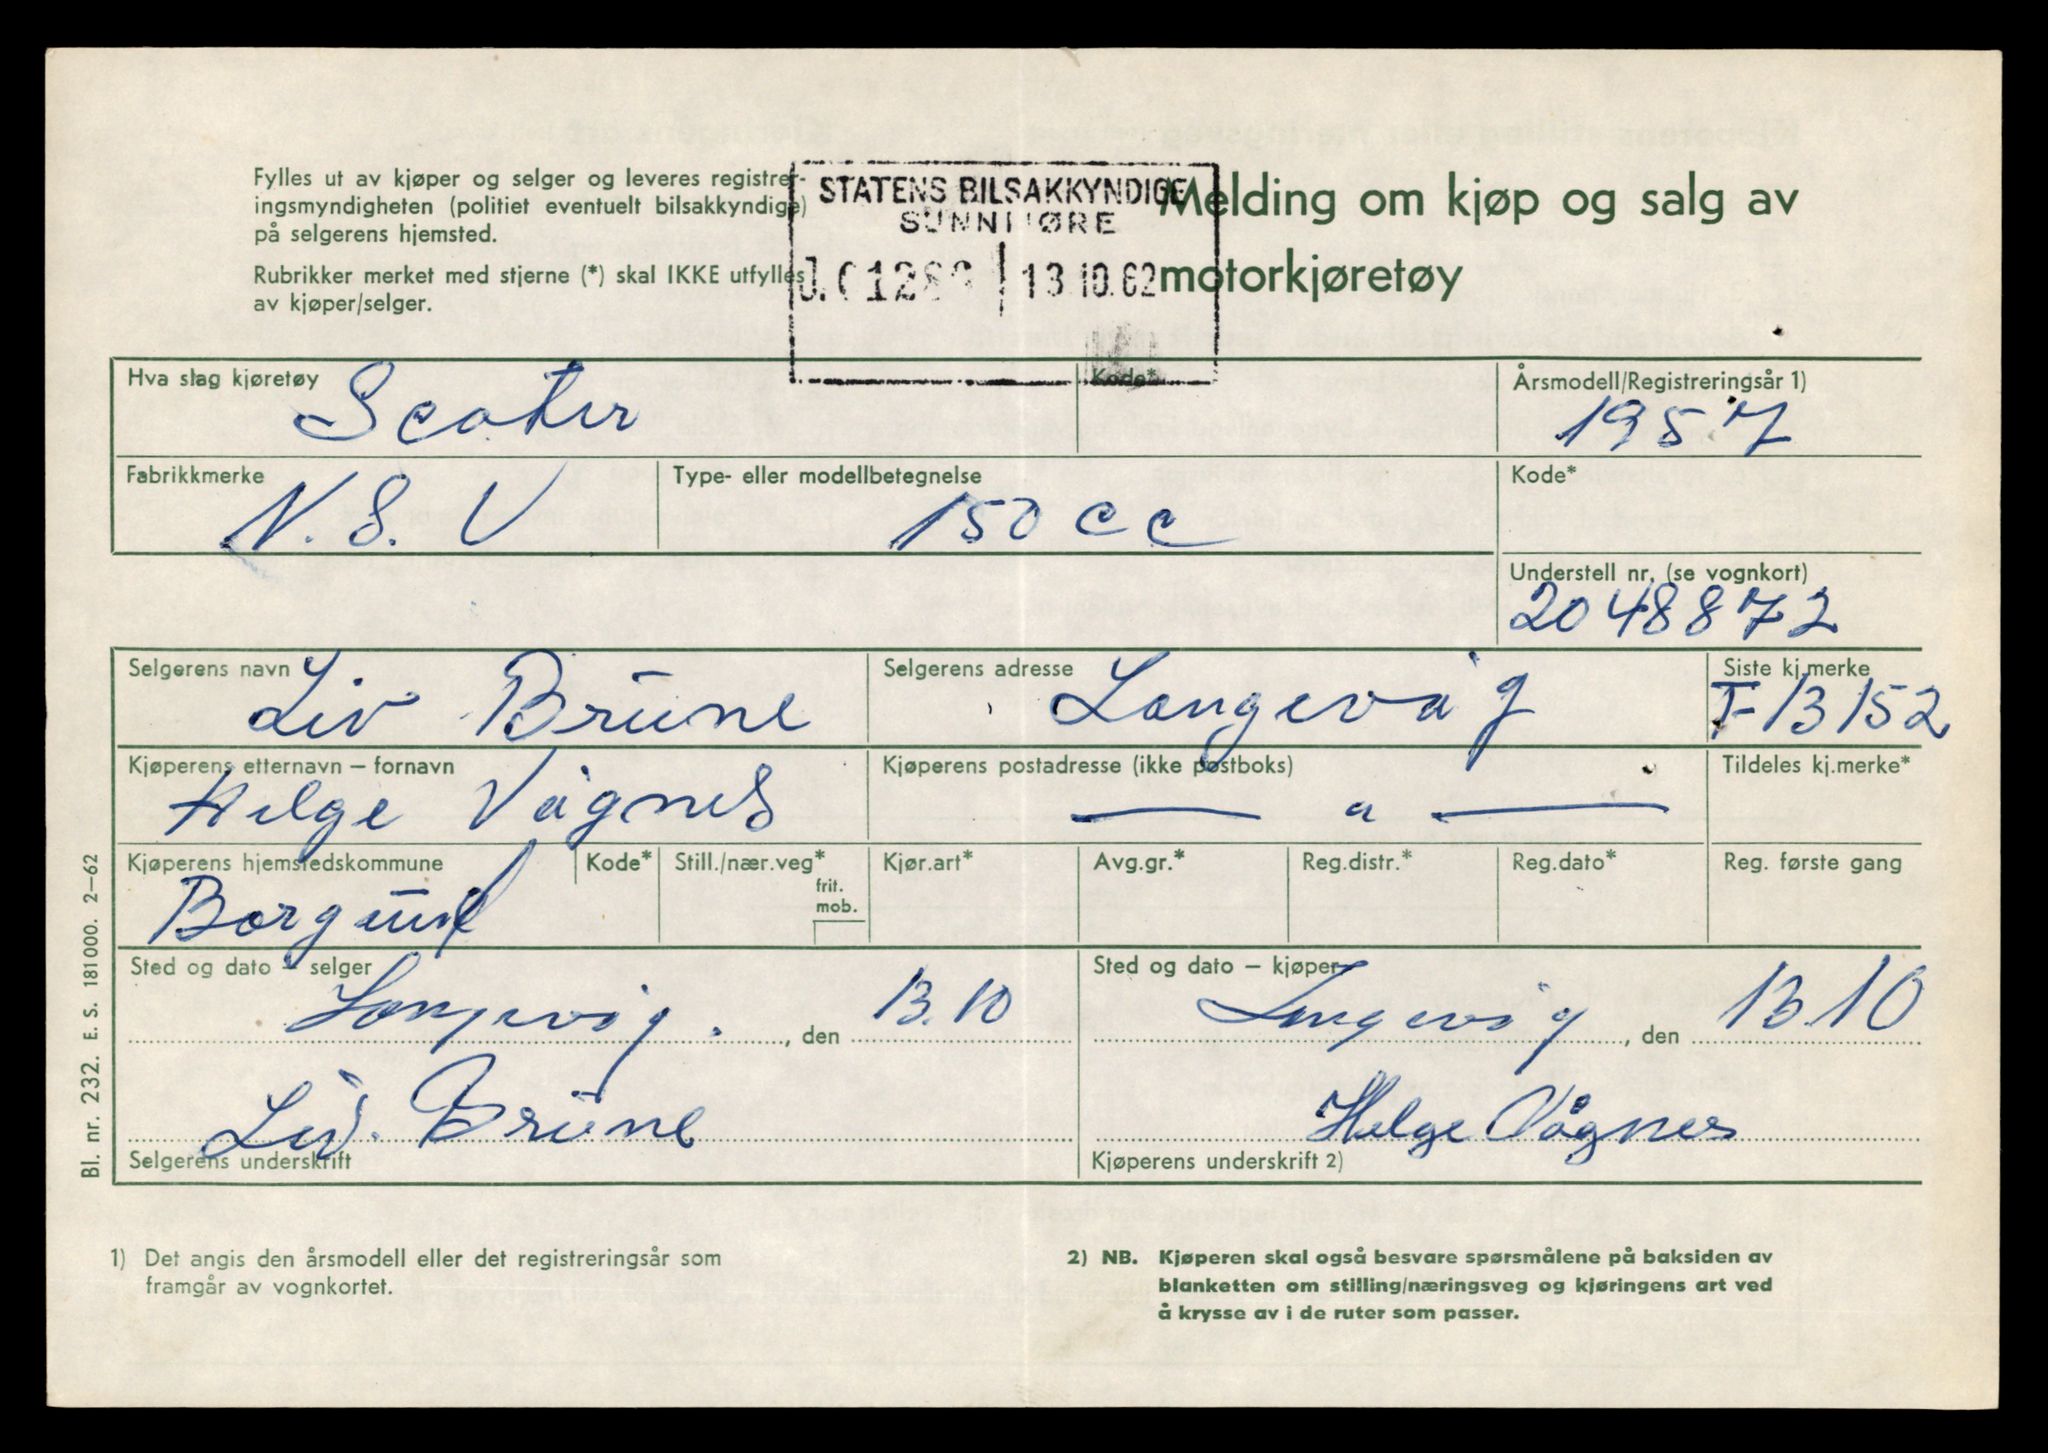 Fylles ut av kjøper og selger og leveres registrer-
ingsmyndigheten (politiet eventuelt bilsakkyndige)
på selgerens hjemsted.
Rubrikker merket med stjerne (*) skal IKKE utfylles
av kjøper/selger.
STATENS BILSAKKYNDIGE
SUNNMØRE
13.10.62
Melding om kjøp og salg av
motorkjøretøy
Hva slag kjøretøy Scoter
Kode*
Årsmodell/Registreringsår 1) 1957
Fabrikkmerke N.S.U
Type- eller modellbetegnelse 150 cc
Kode*
Understell nr. (se vognkort)
2048872
Selgerens navn Liv Brune
Selgerens adresse Langevåg
Siste kj.merke
T-13152
Kjøperens etternavn – fornavn
Helge Vågnes
Kjøperens postadresse (ikke postboks)
— " —
Tildeles kj.merke*
Kjøperens hjemstedskommune
Borgund
Kode*
Still./nær.veg*
frit.
mob.
Kjør.art*
Avg.gr.*
Reg.distr.*
Reg.dato*
Reg. første gang
Sted og dato – selger
Langevåg. , den 13.10
Sted og dato – kjøper
Langevåg , den 13.10
Liv. Brune
Selgerens underskrift
Helge Vågnes
Kjøperens underskrift 2)
Bl. nr. 232. E. S. 181000. 2–62
1) Det angis den årsmodell eller det registreringsår som
framgår av vognkortet.
2) NB. Kjøperen skal også besvare spørsmålene på baksiden av
blanketten om stilling/næringsveg og kjøringens art ved
å krysse av i de ruter som passer.